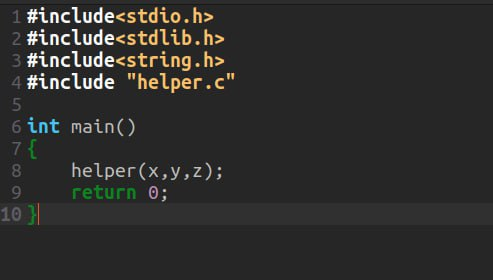 1 #include<stdio.h>
2 #include<stdlib.h>
3 #include<string.h>
4 #include "helper.c"
5
6 int main()
7 {
8     helper(x,y,z);
9     return 0;
10 }